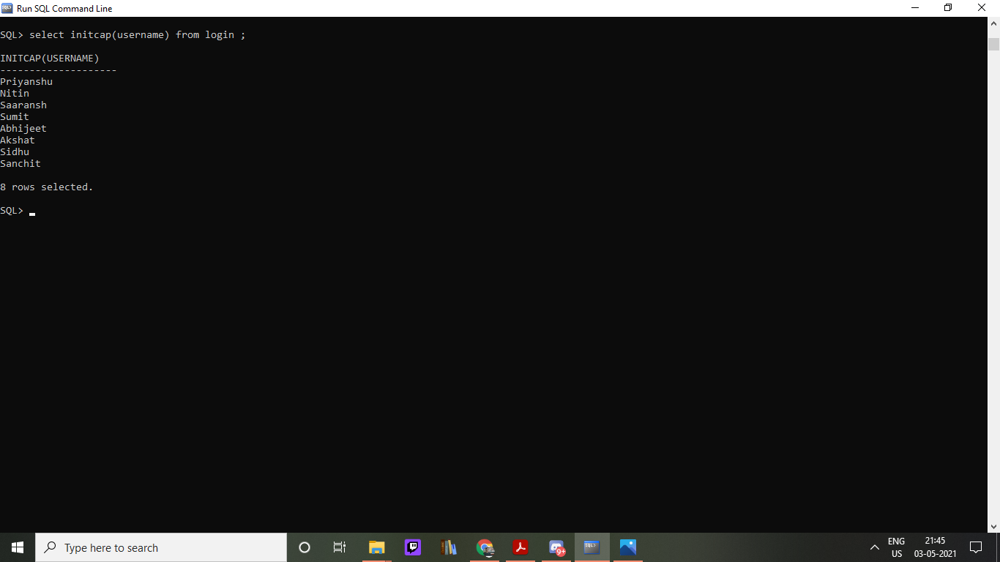 Run SQL Command Line
SQL> select initcap(username) from login ;
INITCAP(USERNAME)
--------------------
Priyanshu
Nitin
Saaransh
Sumit
Abhijeet
Akshat
Sidhu
Sanchit
8 rows selected.
SQL>
Type here to search
9+
SQL>
ENG
US
21:45
03-05-2021